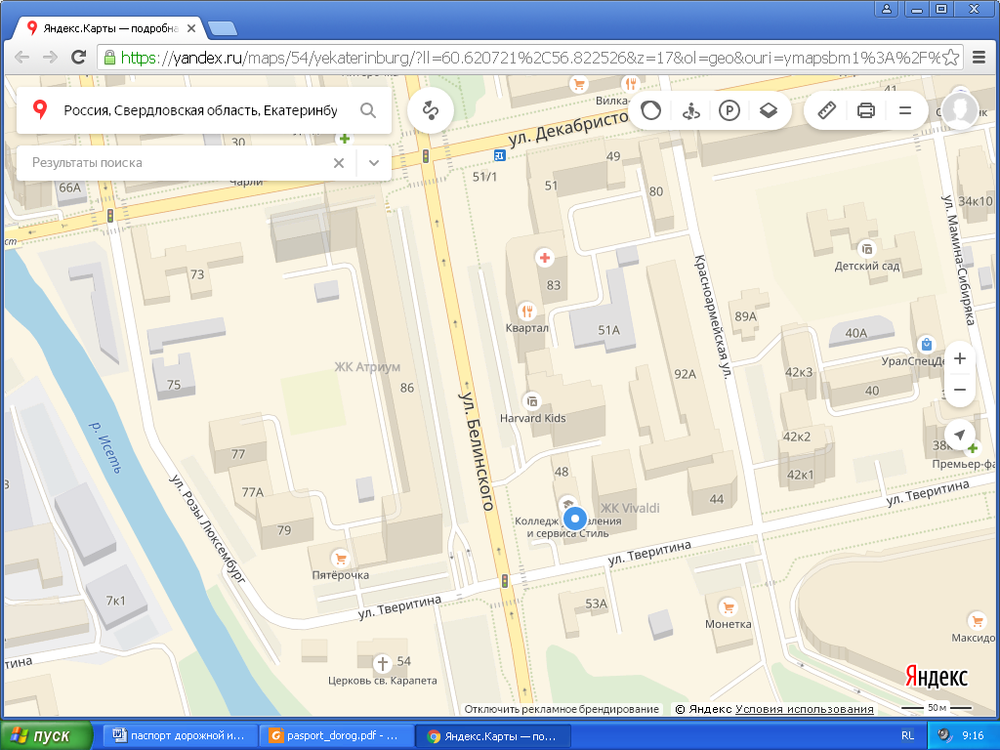 Яндекс.Карты — подробна
https://yandex.ru/maps/54/yekaterinburg/?ll=60.620721%2C56.822526&z=17&ol=geo&ouri=ymapsbm1%3A%2F%
Россия, Свердловская область, Екатеринбу
Результаты поиска
Вилка-
41
30
Чарли
66А
ул. Декабристо
49
51/1
51
80
34к10
ул. Мамина-Сибиряка
73
83
Детский сад
Красноармейская ул.
Квартал
51А
89А
40А
УралСпецДе
ЖК Атриум
86
92А
42к3
40
75
Harvard Kids
ул. Белинского
р. Исеть
77
42к2
38к
Премьер-фа
77А
48
42к1
ул. Розы Люксембург
79
ЖК Vivaldi
44
ул. Тверитина
Колледж
вления
и сервиса Стиль
ул. Тверитина
Пятёрочка
7к1
ул. Тверитина
53А
Монетка
Максидо
тина
54
Церковь св. Карапета
Яндекс
Отключить рекламное брендирование
© Яндекс Условия использования
50 м
пуск
паспорт дорожной и...
pasport_dorog.pdf - ...
Яндекс.Карты — по...
RL
9:16